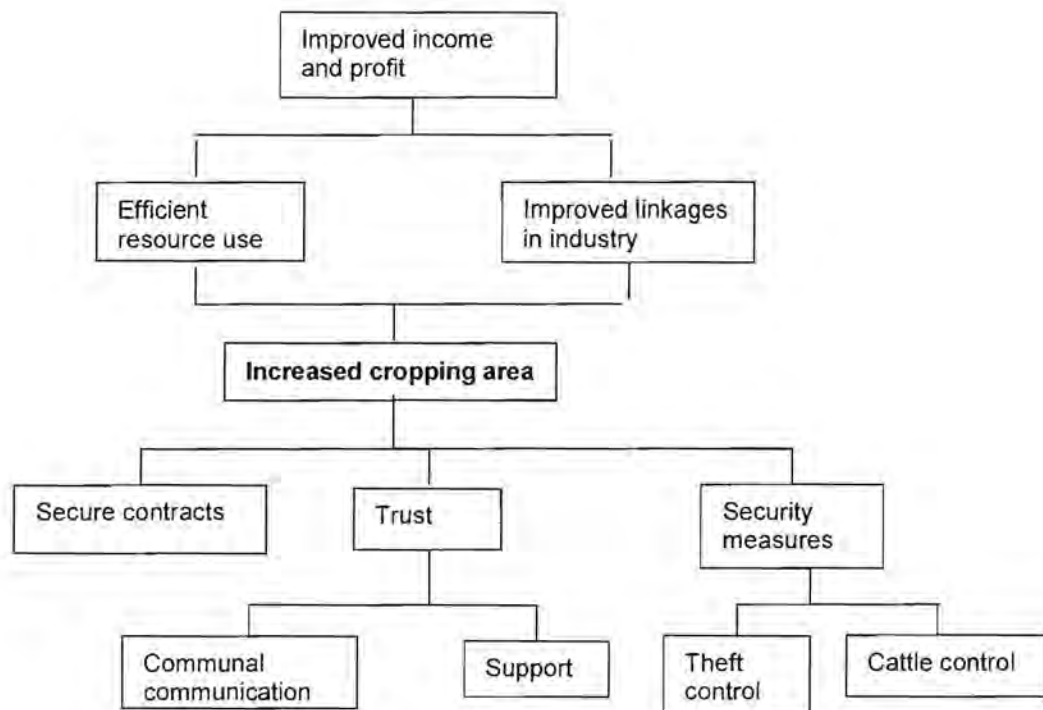 Improved income
and profit
Efficient
resource use
Improved linkages
in industry
Increased cropping area
Secure contracts
Trust
Security
measures
Communal
communication
Support
Theft
control
Cattle control